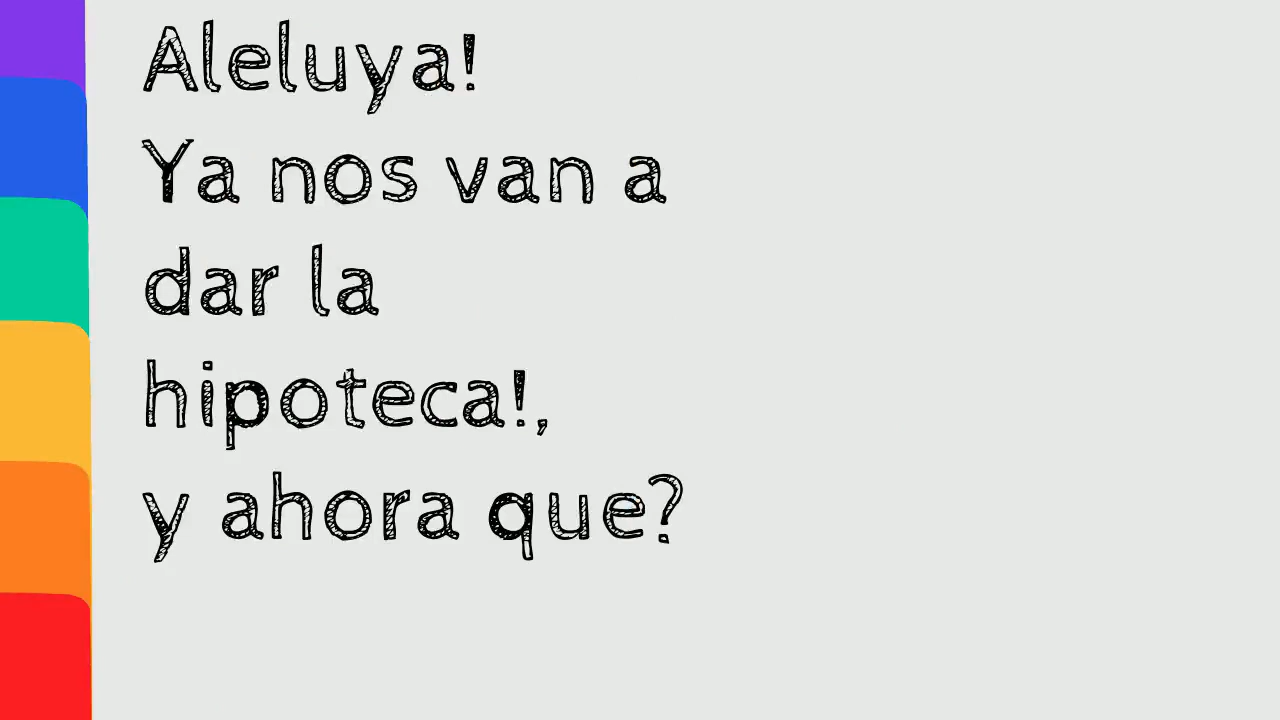 Aleluya!
Ya nos van a
dar la
hipoteca!,
y ahora que?